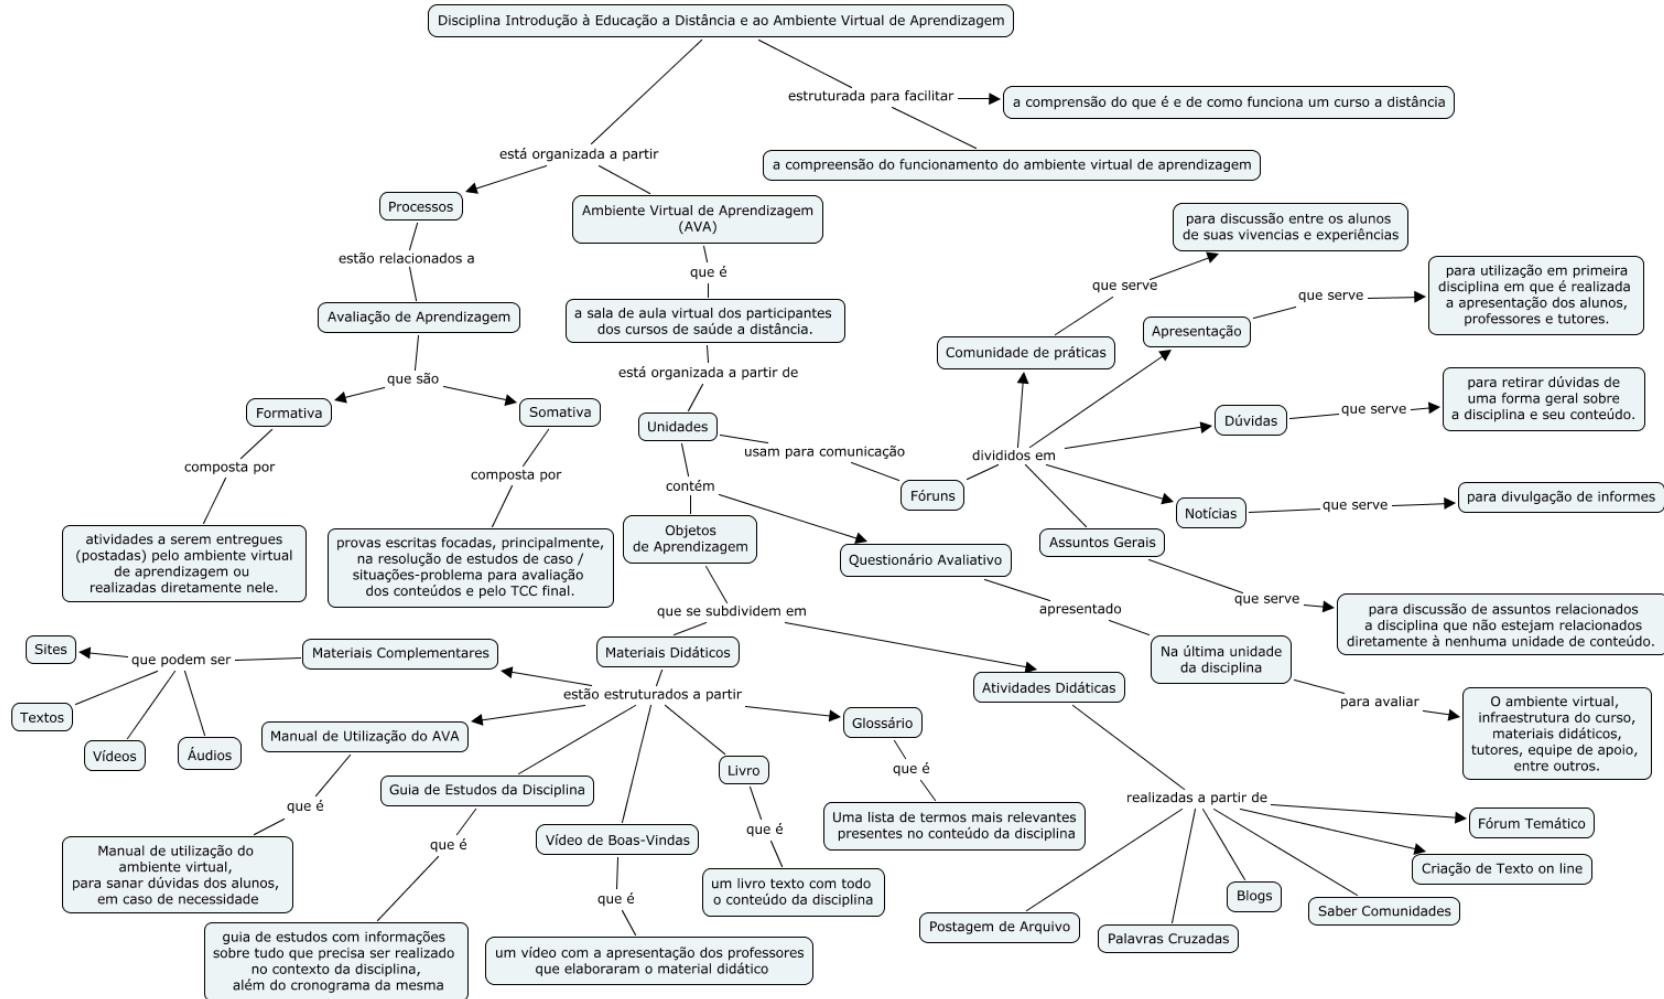 Disciplina Introdução à Educação a Distância e ao Ambiente Virtual de Aprendizagem
estruturada para facilitar
a comprensão do que é e de como funciona um curso a distância
a compreensão do funcionamento do ambiente virtual de aprendizagem
está organizada a partir
Processos
Ambiente Virtual de Aprendizagem
(AVA)
estão relacionados a
que é
Avaliação de Aprendizagem
a sala de aula virtual dos participantes
dos cursos de saúde a distância.
que são
está organizada a partir de
Formativa
Somativa
Unidades
composta por
composta por
atividades a serem entregues
(postadas) pelo ambiente virtual
de aprendizagem ou
realizadas diretamente nele.
provas escritas focadas, principalmente,
na resolução de estudos de caso /
situações-problema para avaliação
dos conteúdos e pelo TCC final.
usam para comunicação
Fóruns
divididos em
Comunidade de práticas
que serve
para discussão entre os alunos
de suas vivencias e experiências
Apresentação
que serve
para utilização em primeira
disciplina em que é realizada
a apresentação dos alunos,
professores e tutores.
Dúvidas
que serve
para retirar dúvidas de
uma forma geral sobre
a disciplina e seu conteúdo.
Notícias
que serve
para divulgação de informes
Assuntos Gerais
que serve
para discussão de assuntos relacionados
a disciplina que não estejam relacionados
diretamente à nenhuma unidade de conteúdo.
contém
Objetos
de Aprendizagem
Questionário Avaliativo
apresentado
Na última unidade
da disciplina
para avaliar
O ambiente virtual,
infraestrutura do curso,
materiais didáticos,
tutores, equipe de apoio,
entre outros.
que se subdividem em
Materiais Didáticos
Atividades Didáticas
estão estruturados a partir
Materiais Complementares
que podem ser
Sites
Textos
Vídeos
Áudios
Manual de Utilização do AVA
que é
Manual de utilização do
ambiente virtual,
para sanar dúvidas dos alunos,
em caso de necessidade
Guia de Estudos da Disciplina
que é
guia de estudos com informações
sobre tudo que precisa ser realizado
no contexto da disciplina,
além do cronograma da mesma
Vídeo de Boas-Vindas
que é
um vídeo com a apresentação dos professores
que elaboraram o material didático
Livro
que é
um livro texto com todo
o conteúdo da disciplina
Glossário
que é
Uma lista de termos mais relevantes
presentes no conteúdo da disciplina
realizadas a partir de
Fórum Temático
Criação de Texto on line
Saber Comunidades
Blogs
Palavras Cruzadas
Postagem de Arquivo